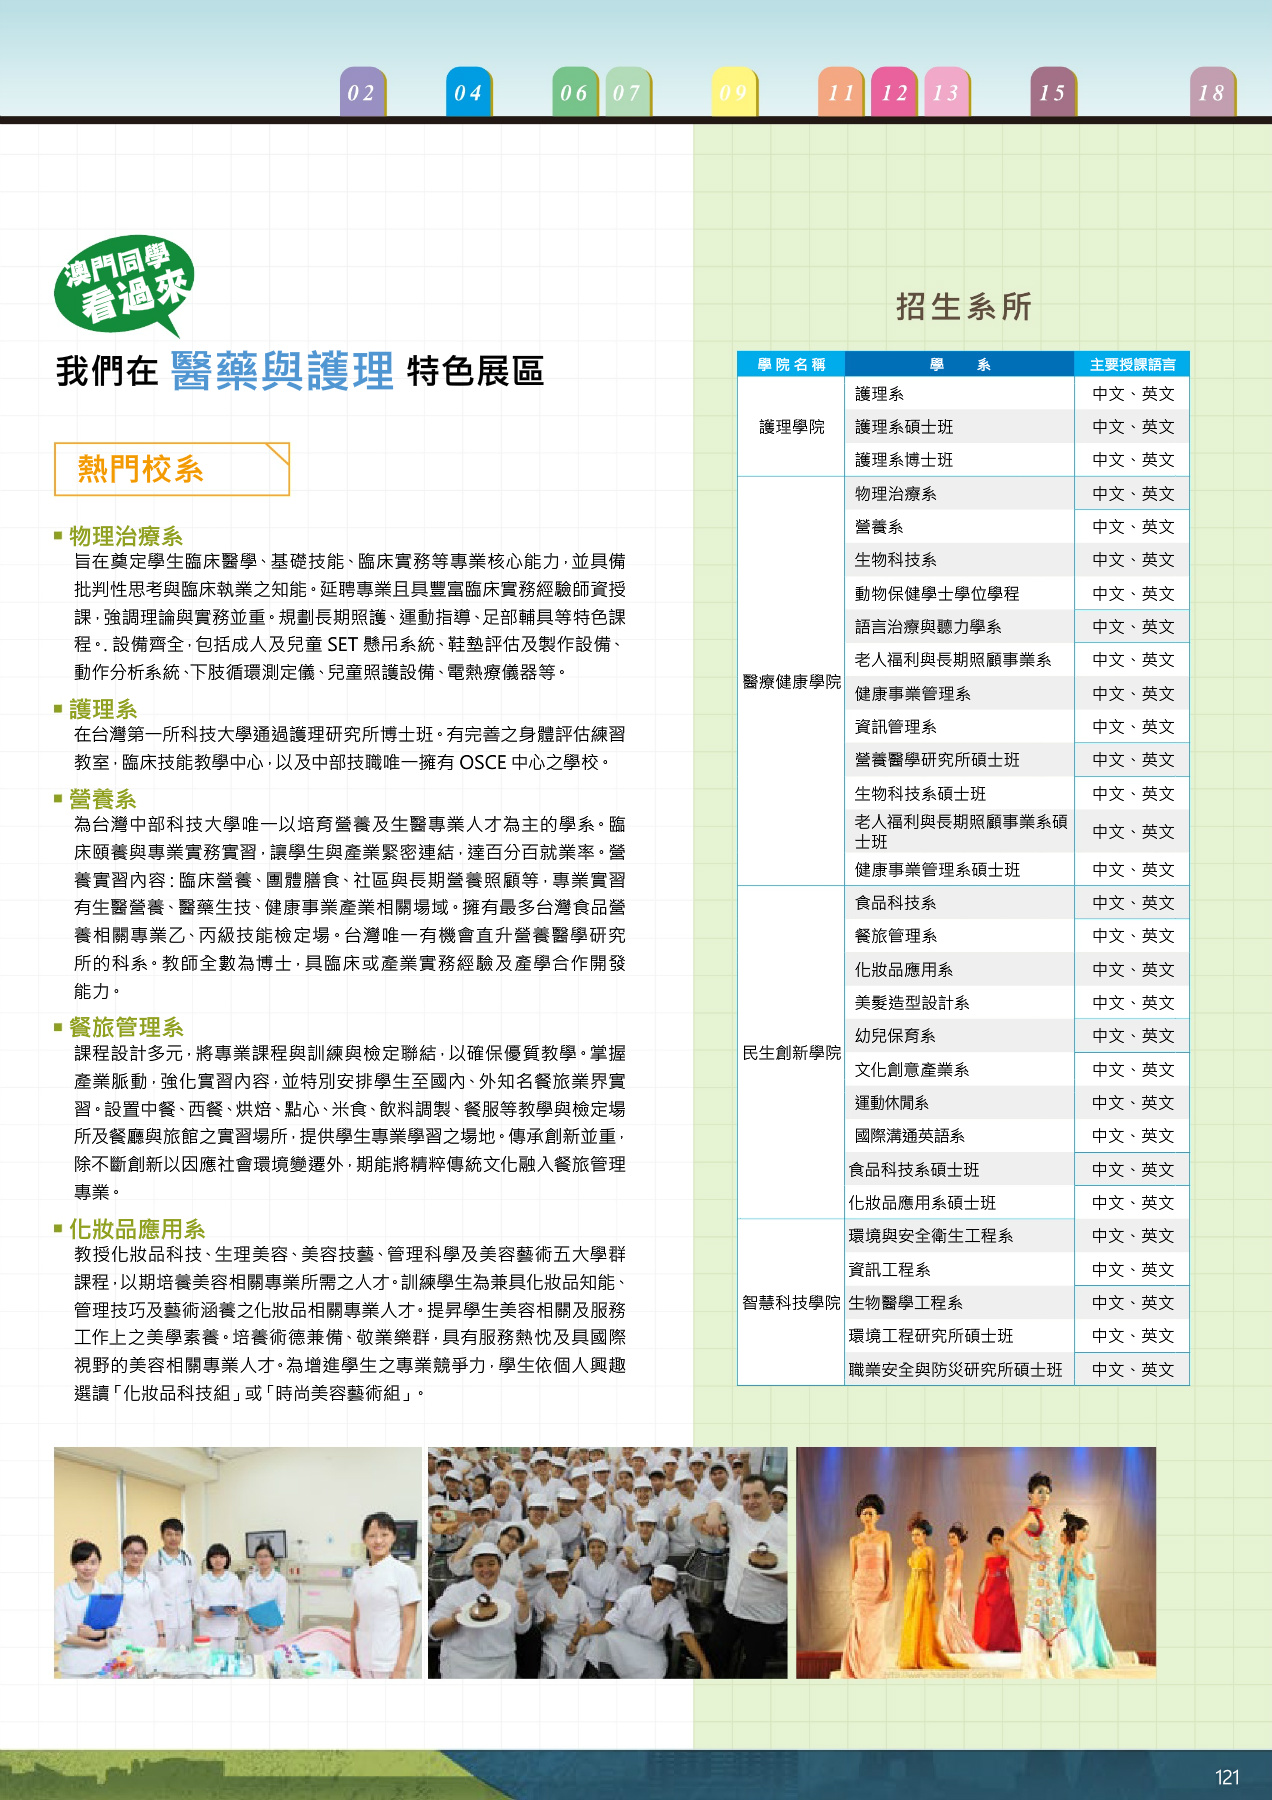 02
04
06
07
09
11
12
13
15
18
澳門同學
看過來
我們在 醫藥與護理 特色展區
熱門校系
物理治療系
旨在奠定學生臨床醫學、基礎技能、臨床實務等專業核心能力,並具備
批判性思考與臨床執業之知能。延聘專業且具豐富臨床實務經驗師資授
課,強調理論與實務並重。規劃長期照護、運動指導、足部輔具等特色課
程。. 設備齊全,包括成人及兒童 SET 懸吊系統、鞋墊評估及製作設備、
動作分析系統、下肢循環測定儀、兒童照護設備、電熱療儀器等。
護理系
在台灣第一所科技大學通過護理研究所博士班。有完善之身體評估練習
教室,臨床技能教學中心,以及中部技職唯一擁有 OSCE 中心之學校。
營養系
為台灣中部科技大學唯一以培育營養及生醫專業人才為主的學系。臨
床頤養與專業實務實習,讓學生與產業緊密連結,達百分百就業率。營
養實習內容:臨床營養、團體膳食、社區與長期營養照顧等,專業實習
有生醫營養、醫藥生技、健康事業產業相關場域。擁有最多台灣食品營
養相關專業乙、丙級技能檢定場。台灣唯一有機會直升營養醫學研究
所的科系。教師全數為博士,具臨床或產業實務經驗及產學合作開發
能力。
餐旅管理系
課程設計多元,將專業課程與訓練與檢定聯結,以確保優質教學。掌握
產業脈動,強化實習內容,並特別安排學生至國內、外知名餐旅業界實
習。設置中餐、西餐、烘焙、點心、米食、飲料調製、餐服等教學與檢定場
所及餐廳與旅館之實習場所,提供學生專業學習之場地。傳承創新並重,
除不斷創新以因應社會環境變遷外,期能將精粹傳統文化融入餐旅管理
專業。
化妝品應用系
教授化妝品科技、生理美容、美容技藝、管理科學及美容藝術五大學群
課程,以期培養美容相關專業所需之人才。訓練學生為兼具化妝品知能、
管理技巧及藝術涵養之化妝品相關專業人才。提昇學生美容相關及服務
工作上之美學素養。培養術德兼備、敬業樂群,具有服務熱忱及具國際
視野的美容相關專業人才。為增進學生之專業競爭力,學生依個人興趣
選讀「化妝品科技組」或「時尚美容藝術組」。
招生系所
學院名稱 學 系 主要授課語言
護理學院
護理系 中文、英文
護理系碩士班 中文、英文
護理系博士班 中文、英文
醫療健康學院
物理治療系 中文、英文
營養系 中文、英文
生物科技系 中文、英文
動物保健學士學位學程 中文、英文
語言治療與聽力學系 中文、英文
老人福利與長期照顧事業系 中文、英文
健康事業管理系 中文、英文
資訊管理系 中文、英文
營養醫學研究所碩士班 中文、英文
生物科技系碩士班 中文、英文
老人福利與長期照顧事業系碩
士班 中文、英文
健康事業管理系碩士班 中文、英文
民生創新學院
食品科技系 中文、英文
餐旅管理系 中文、英文
化妝品應用系 中文、英文
美髮造型設計系 中文、英文
幼兒保育系 中文、英文
文化創意產業系 中文、英文
運動休閒系 中文、英文
國際溝通英語系 中文、英文
食品科技系碩士班 中文、英文
化妝品應用系碩士班 中文、英文
智慧科技學院
環境與安全衛生工程系 中文、英文
資訊工程系 中文、英文
生物醫學工程系 中文、英文
環境工程研究所碩士班 中文、英文
職業安全與防災研究所碩士班 中文、英文
121